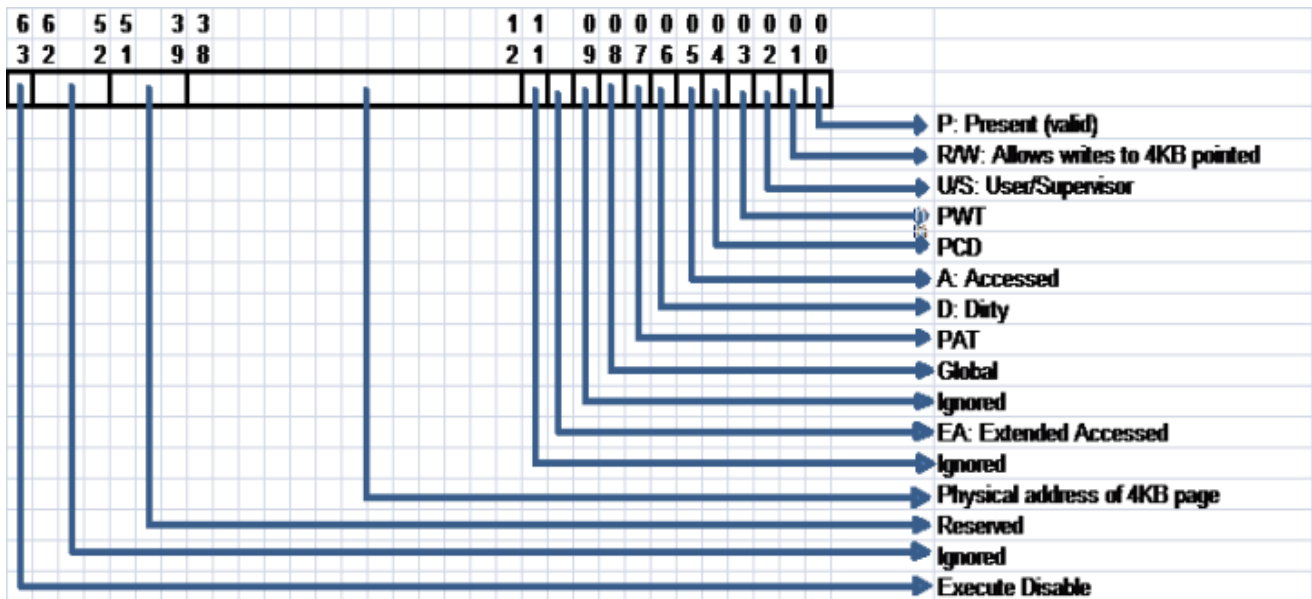 6 6 5 5 3 3 1 1 0 0 0 0 0 0 0 0 0 0
3 2 2 1 9 8 2 1 9 8 7 6 5 4 3 2 1 0
P: Present (valid)
R/W: Allows writes to 4KB pointed
U/S: User/Supervisor
PWT
PCD
A: Accessed
D: Dirty
PAT
Global
Ignored
EA: Extended Accessed
Ignored
Physical address of 4KB page
Reserved
Ignored
Execute Disable